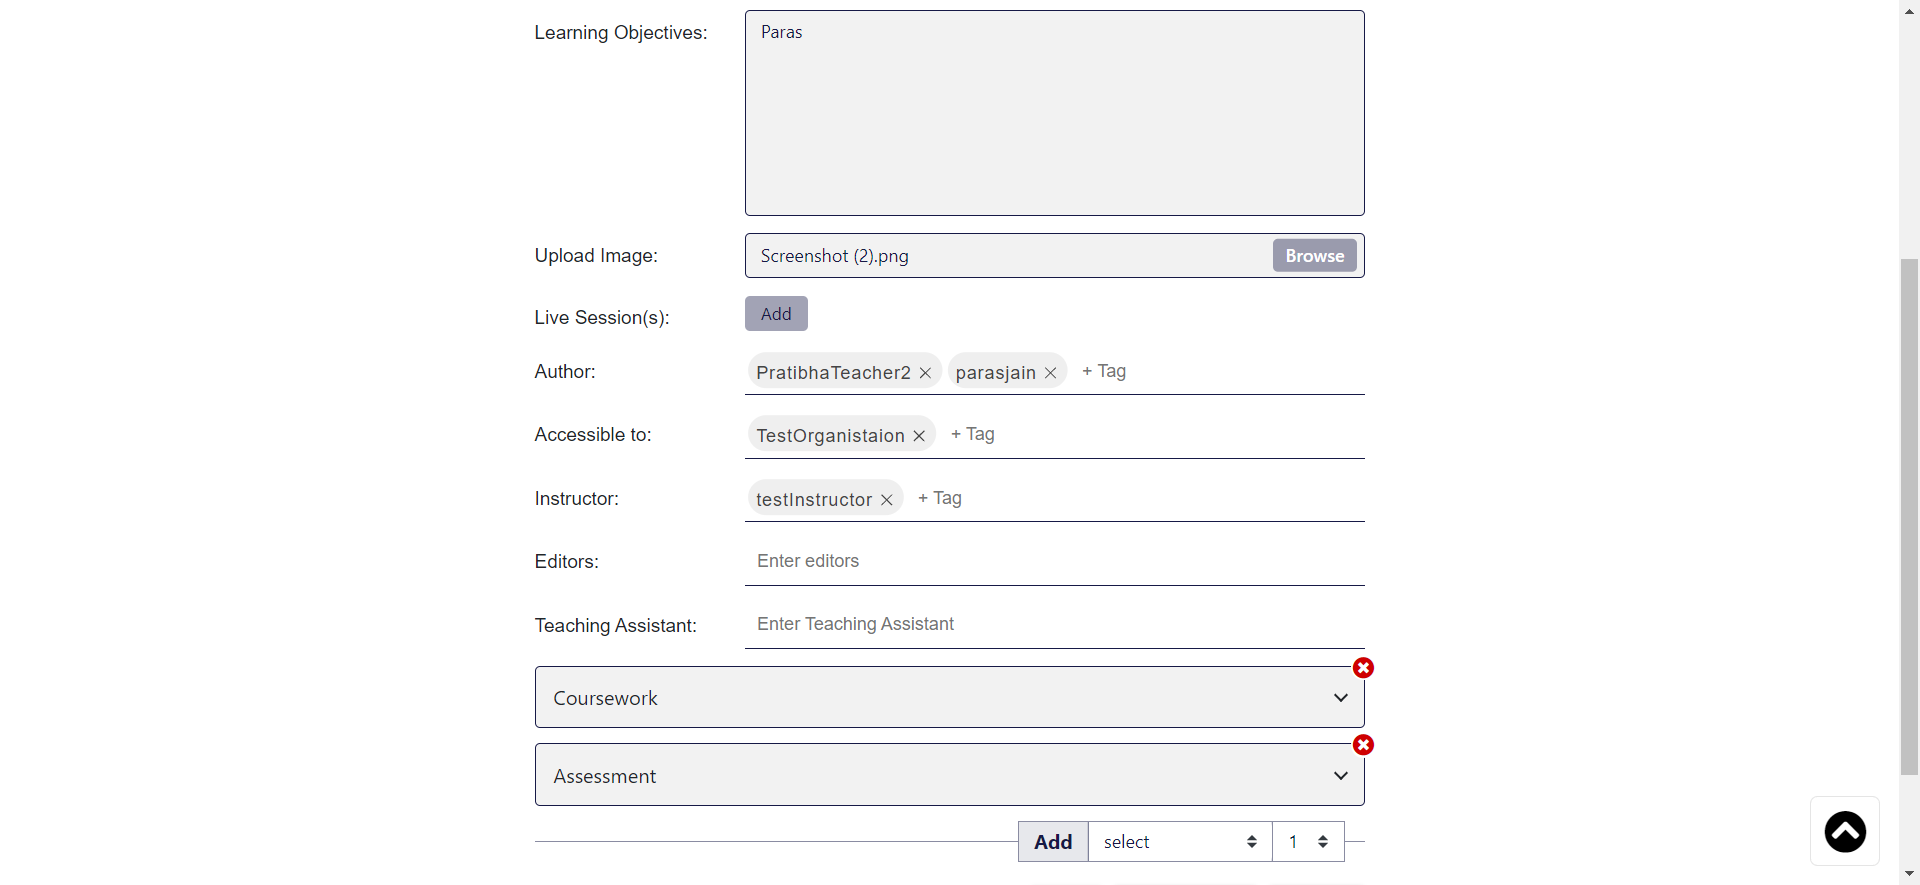 Learning Objectives: Paras
Upload Image: Screenshot (2).png Browse
Live Session(s): Add
Author: PratibhaTeacher2 parasjain + Tag
Accessible to: TestOrganistaion + Tag
Instructor: testInstructor + Tag
Editors: Enter editors
Teaching Assistant: Enter Teaching Assistant
Coursework
Assessment
Add select 1